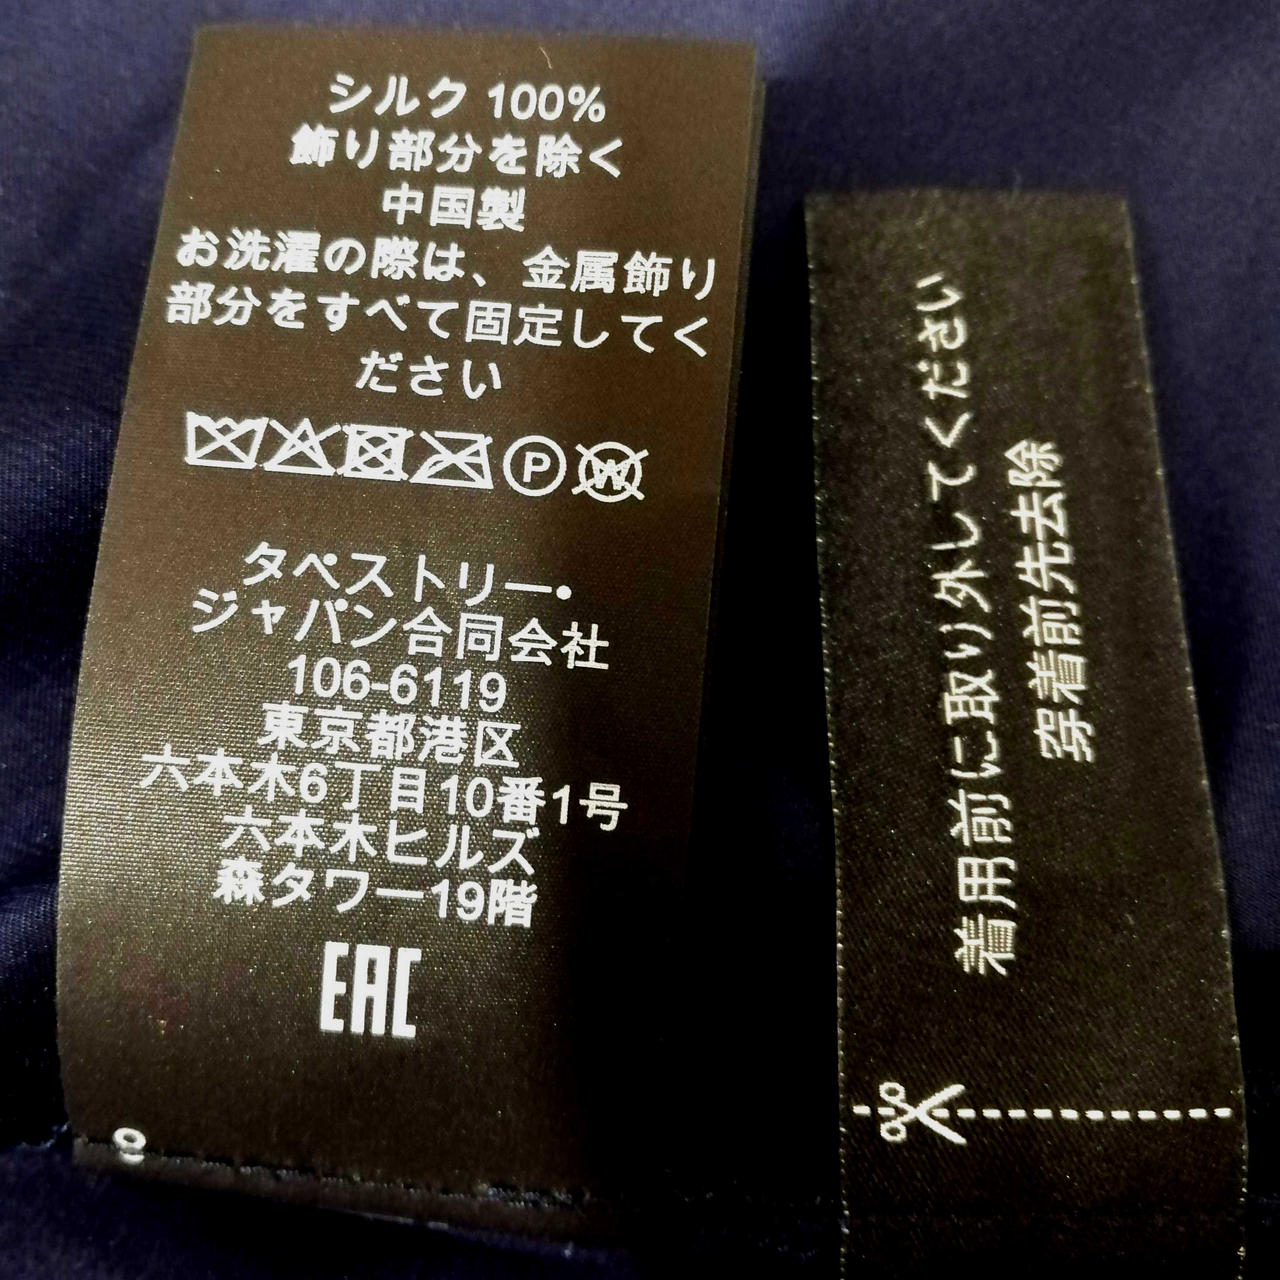 シルク 100%
飾り部分を除く
中国製
お洗濯の際は、金属飾り
部分をすべて固定してく
ださい
P W
タペストリー・
ジャパン合同会社
106-6119
東京都港区
六本木6丁目10番1号
六本木ヒルズ
森タワー19階
EAC
着用前に取り外してください
穿着前先去除